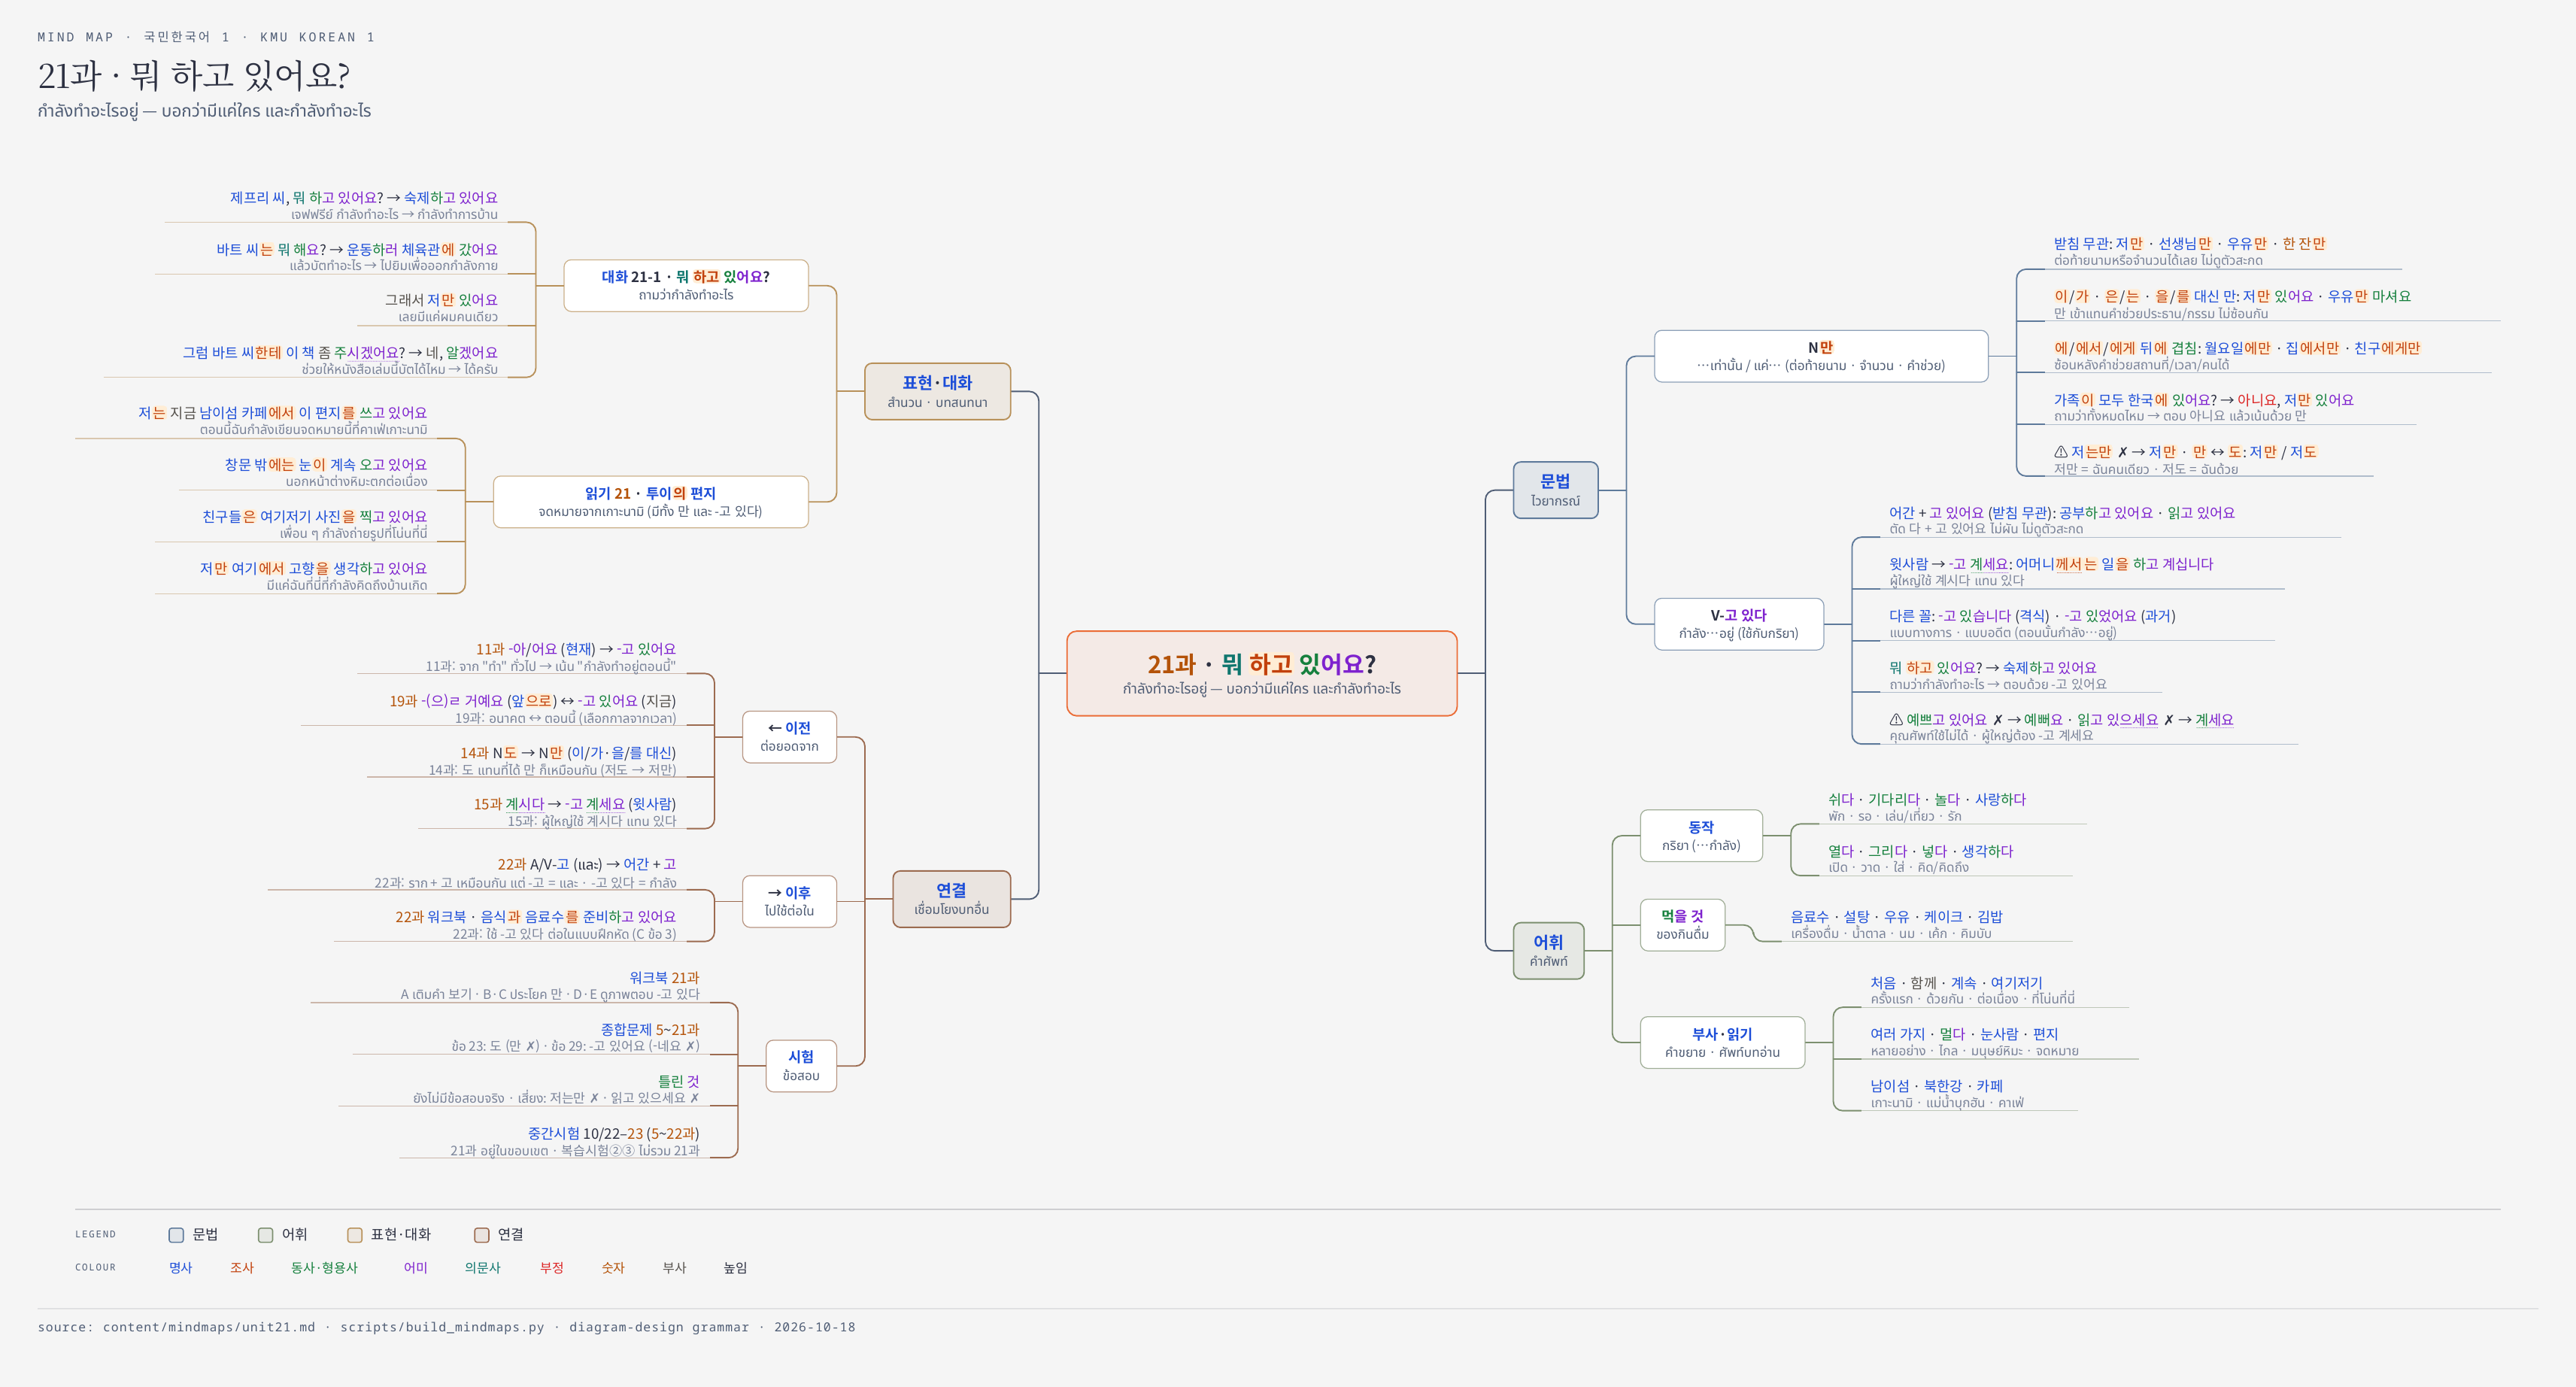 MIND MAP · 국민한국어 1 · KMU KOREAN 1
21과 · 뭐 하고 있어요?
กำลังทำอะไรอยู่ — บอกว่ามีแค่ใคร และกำลังทำอะไร
제프리 씨, 뭐 하고 있어요? → 숙제하고 있어요
เจฟฟรีย์ กำลังทำอะไร → กำลังทำการบ้าน
바트 씨는 뭐 해요? → 운동하러 체육관에 갔어요
แล้วบัตทำอะไร → ไปยิมเพื่อออกกำลังกาย
그래서 저만 있어요
เลยมีแค่ผมคนเดียว
그럼 바트 씨한테 이 책 좀 주시겠어요? → 네, 알겠어요
ช่วยให้หนังสือเล่มนี้บัตได้ไหม → ได้ครับ
대화 21-1 · 뭐 하고 있어요?
ถามว่ากำลังทำอะไร
저는 지금 남이섬 카페에서 이 편지를 쓰고 있어요
ตอนนี้ฉันกำลังเขียนจดหมายนี้ที่คาเฟ่เกาะนามิ
창문 밖에는 눈이 계속 오고 있어요
นอกหน้าต่างหิมะตกต่อเนื่อง
친구들은 여기저기 사진을 찍고 있어요
เพื่อน ๆ กำลังถ่ายรูปที่โน่นที่นี่
저만 여기에서 고향을 생각하고 있어요
มีแค่ฉันที่นี่ที่กำลังคิดถึงบ้านเกิด
읽기 21 · 투이의 편지
จดหมายจากเกาะนามิ (มีทั้ง 만 และ -고 있다)
표현·대화
สำนวน · บทสนทนา
11과 -아/어요 (현재) → -고 있어요
11과: จาก "ทำ" ทั่วไป → เน้น "กำลังทำอยู่ตอนนี้"
19과 -(으)ㄹ 거예요 (앞으로) ↔ -고 있어요 (지금)
19과: อนาคต ↔ ตอนนี้ (เลือกกาลจากเวลา)
14과 N도 → N만 (이/가·을/를 대신)
14과: 도 แทนที่ได้ 만 ก็เหมือนกัน (저도 → 저만)
15과 계시다 → -고 계세요 (윗사람)
15과: ผู้ใหญ่ใช้ 계시다 แทน 있다
← 이전
ต่อยอดจาก
22과 A/V-고 (และ) → 어간 + 고
22과: ราก + 고 เหมือนกัน แต่ -고 = และ · -고 있다 = กำลัง
22과 워크북 · 음식과 음료수를 준비하고 있어요
22과: ใช้ -고 있다 ต่อในแบบฝึกหัด (C ข้อ 3)
→ 이후
ไปใช้ต่อใน
워크북 21과
A เติมคำ 보기 · B·C ประโยค 만 · D·E ดูภาพตอบ -고 있다
종합문제 5~21과
ข้อ 23: 도 (만 ✗) · ข้อ 29: -고 있어요 (-네요 ✗)
틀린 것
ยังไม่มีข้อสอบจริง · เสี่ยง: 저는만 ✗ · 읽고 있으세요 ✗
중간시험 10/22–23 (5~22과)
21과 อยู่ในขอบเขต · 복습시험②③ ไม่รวม 21과
시험
ข้อสอบ
연결
เชื่อมโยงบทอื่น
21과 · 뭐 하고 있어요?
กำลังทำอะไรอยู่ — บอกว่ามีแค่ใคร และกำลังทำอะไร
문법
ไวยากรณ์
N만
…เท่านั้น / แค่… (ต่อท้ายนาม · จำนวน · คำช่วย)
받침 무관: 저만 · 선생님만 · 우유만 · 한 잔만
ต่อท้ายนามหรือจำนวนได้เลย ไม่ดูตัวสะกด
이/가 · 은/는 · 을/를 대신 만: 저만 있어요 · 우유만 마셔요
만 เข้าแทนคำช่วยประธาน/กรรม ไม่ซ้อนกัน
에/에서/에게 뒤에 겹침: 월요일에만 · 집에서만 · 친구에게만
ซ้อนหลังคำช่วยสถานที่/เวลา/คนได้
가족이 모두 한국에 있어요? → 아니요, 저만 있어요
ถามว่าทั้งหมดไหม → ตอบ 아니요 แล้วเน้นด้วย 만
⚠ 저는만 ✗ → 저만 · 만 ↔ 도: 저만 / 저도
저만 = ฉันคนเดียว · 저도 = ฉันด้วย
V-고 있다
กำลัง…อยู่ (ใช้กับกริยา)
어간 + 고 있어요 (받침 무관): 공부하고 있어요 · 읽고 있어요
ตัด 다 + 고 있어요 ไม่ผัน ไม่ดูตัวสะกด
윗사람 → -고 계세요: 어머니께서는 일을 하고 계십니다
ผู้ใหญ่ใช้ 계시다 แทน 있다
다른 꼴: -고 있습니다 (격식) · -고 있었어요 (과거)
แบบทางการ · แบบอดีต (ตอนนั้นกำลัง…อยู่)
뭐 하고 있어요? → 숙제하고 있어요
ถามว่ากำลังทำอะไร → ตอบด้วย -고 있어요
⚠ 예쁘고 있어요 ✗ → 예뻐요 · 읽고 있으세요 ✗ → 계세요
คุณศัพท์ใช้ไม่ได้ · ผู้ใหญ่ต้อง -고 계세요
어휘
คำศัพท์
동작
กริยา (…กำลัง)
쉬다 · 기다리다 · 놀다 · 사랑하다
พัก · รอ · เล่น/เที่ยว · รัก
열다 · 그리다 · 넣다 · 생각하다
เปิด · วาด · ใส่ · คิด/คิดถึง
먹을 것
ของกินดื่ม
음료수 · 설탕 · 우유 · 케이크 · 김밥
เครื่องดื่ม · น้ำตาล · นม · เค้ก · คิมบับ
부사·읽기
คำขยาย · ศัพท์บทอ่าน
처음 · 함께 · 계속 · 여기저기
ครั้งแรก · ด้วยกัน · ต่อเนื่อง · ที่โน่นที่นี่
여러 가지 · 멀다 · 눈사람 · 편지
หลายอย่าง · ไกล · มนุษย์หิมะ · จดหมาย
남이섬 · 북한강 · 카페
เกาะนามิ · แม่น้ำบุกฮัน · คาเฟ่
LEGEND 문법 어휘 표현·대화 연결
COLOUR 명사 조사 동사·형용사 어미 의문사 부정 숫자 부사 높임
source: content/mindmaps/unit21.md · scripts/build_mindmaps.py · diagram-design grammar · 2026-10-18